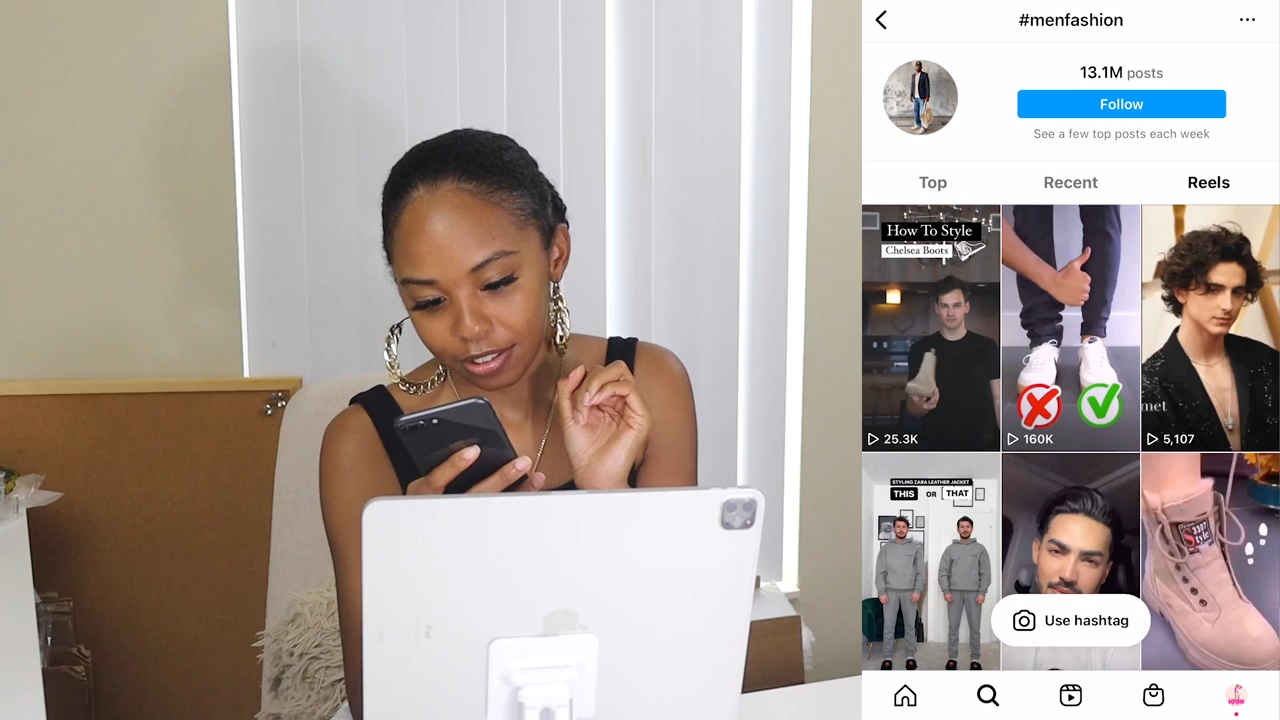 #menfashion
13.1M posts
Follow
See a few top posts each week
Top
Recent
Reels
How To Style
Chelsea Boots
25.3K
160K
met
5,107
STYLING ZARA LEATHER JACKET
THIS OR THAT
Use hashtag